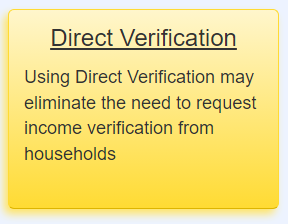 Direct Verification
Using Direct Verification may
eliminate the need to request
income verification from
households